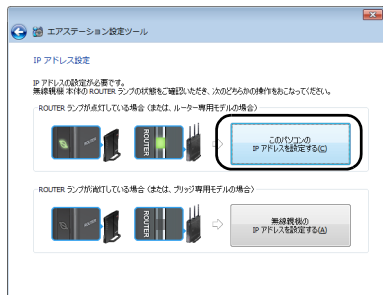 エアステーション設定ツール
IP アドレス設定
IP アドレスの設定が必要です。
無線親機 本体の ROUTER ランプの状態をご確認いただき、次のどちらかの操作をおこなってください。
ROUTER ランプが点灯している場合 (または、ルーター専用モデルの場合)
ROUTER
このパソコンの
IP アドレスを設定する(C)
ROUTER ランプが消灯している場合 (または、ブリッジ専用モデルの場合)
ROUTER
無線親機の
IP アドレスを設定する(A)